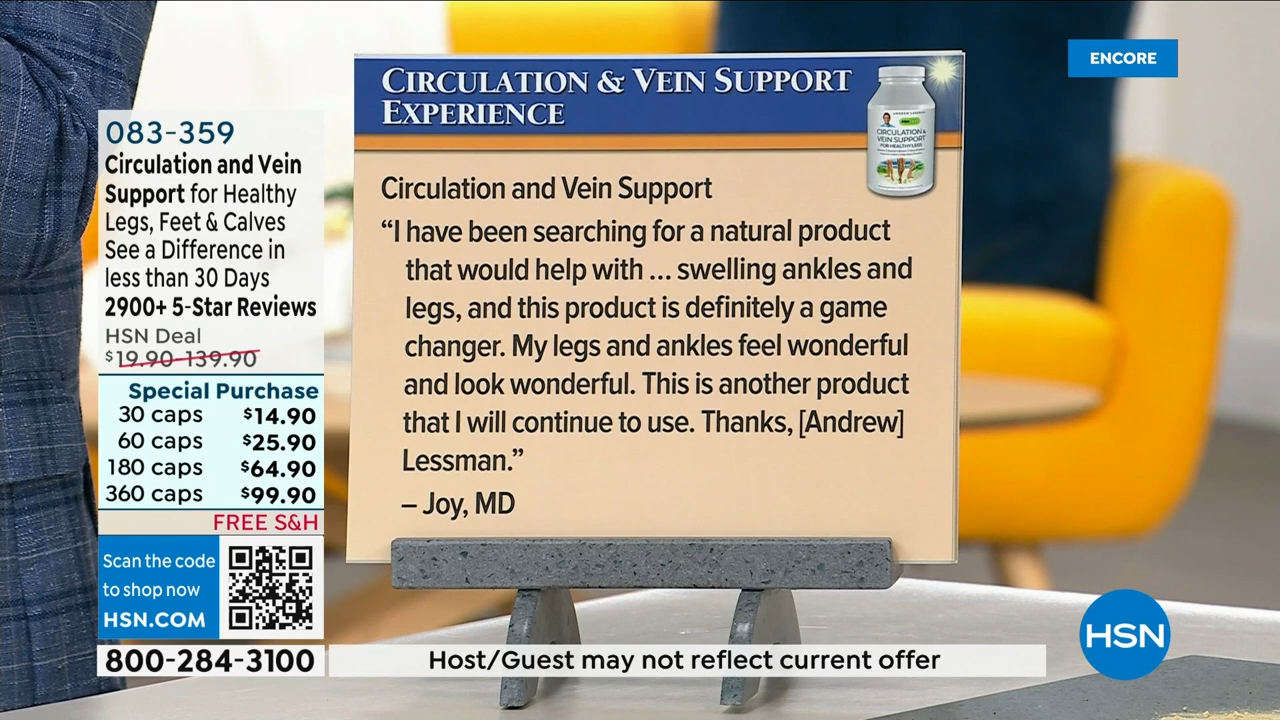 ENCORE
CIRCULATION & VEIN SUPPORT
EXPERIENCE
CIRCULATION &
VEIN SUPPORT
FOR HEALTHY LEGS
Circulation and Vein Support
“I have been searching for a natural product
that would help with ... swelling ankles and
legs, and this product is definitely a game
changer. My legs and ankles feel wonderful
and look wonderful. This is another product
that I will continue to use. Thanks, [Andrew]
Lessman.”
– Joy, MD
083-359
Circulation and Vein
Support for Healthy
Legs, Feet & Calves
See a Difference in
less than 30 Days
2900+ 5-Star Reviews
HSN Deal
$19.90-139.90
Special Purchase
30 caps $14.90
60 caps $25.90
180 caps $64.90
360 caps $99.90
FREE S&H
Scan the code
to shop now
HSN.COM
800-284-3100
Host/Guest may not reflect current offer
HSN